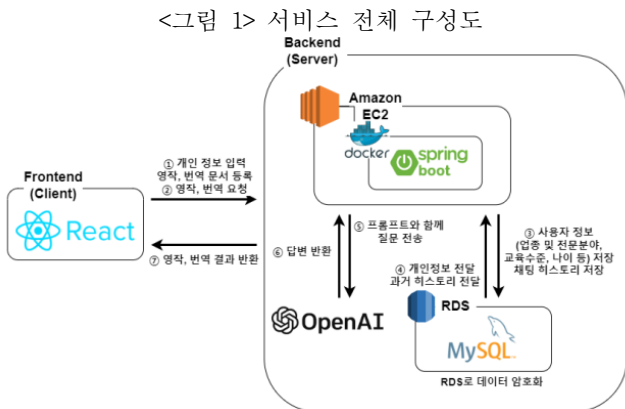 <그림 1> 서비스 전체 구성도
Backend
(Server)
Amazon
EC2
docker
spring
boot
Frontend
(Client)
React
① 개인 정보 입력
영작, 번역 문서 등록
② 영작, 번역 요청
⑦ 영작, 번역 결과 반환
⑥ 답변 반환
⑤ 프롬프트와 함께
질문 전송
③ 사용자 정보
(업종 및 전문분야,
교육수준, 나이 등) 저장
채팅 히스토리 저장
④ 개인정보 전달
과거 히스토리 전달
OpenAI
RDS
MySQL
RDS로 데이터 암호화